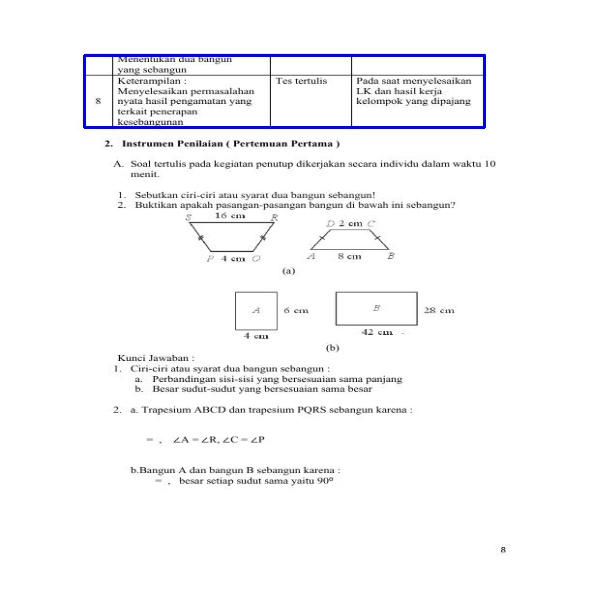 Menentukan dua bangun
yang sebangun
8
Keterampilan :
Menyelesaikan permasalahan
nyata hasil pengamatan yang
terkait penerapan
kesebangunan
Tes tertulis
Pada saat menyelesaikan
LK dan hasil kerja
kelompok yang dipajang
2. Instrumen Penilaian ( Pertemuan Pertama )
A. Soal tertulis pada kegiatan penutup dikerjakan secara individu dalam waktu 10
menit.
1. Sebutkan ciri-ciri atau syarat dua bangun sebangun!
2. Buktikan apakah pasangan-pasangan bangun di bawah ini sebangun?
S 16 cm R
P 4 cm Q
D 2 cm C
A 8 cm B
(a)
A 6 cm
4 cm
B 28 cm
42 cm
(b)
Kunci Jawaban :
1. Ciri-ciri atau syarat dua bangun sebangun :
a. Perbandingan sisi-sisi yang bersesuaian sama panjang
b. Besar sudut-sudut yang bersesuaian sama besar
2. a. Trapesium ABCD dan trapesium PQRS sebangun karena :
= , ∠A = ∠R, ∠C = ∠P
b.Bangun A dan bangun B sebangun karena :
= , besar setiap sudut sama yaitu 90°
8